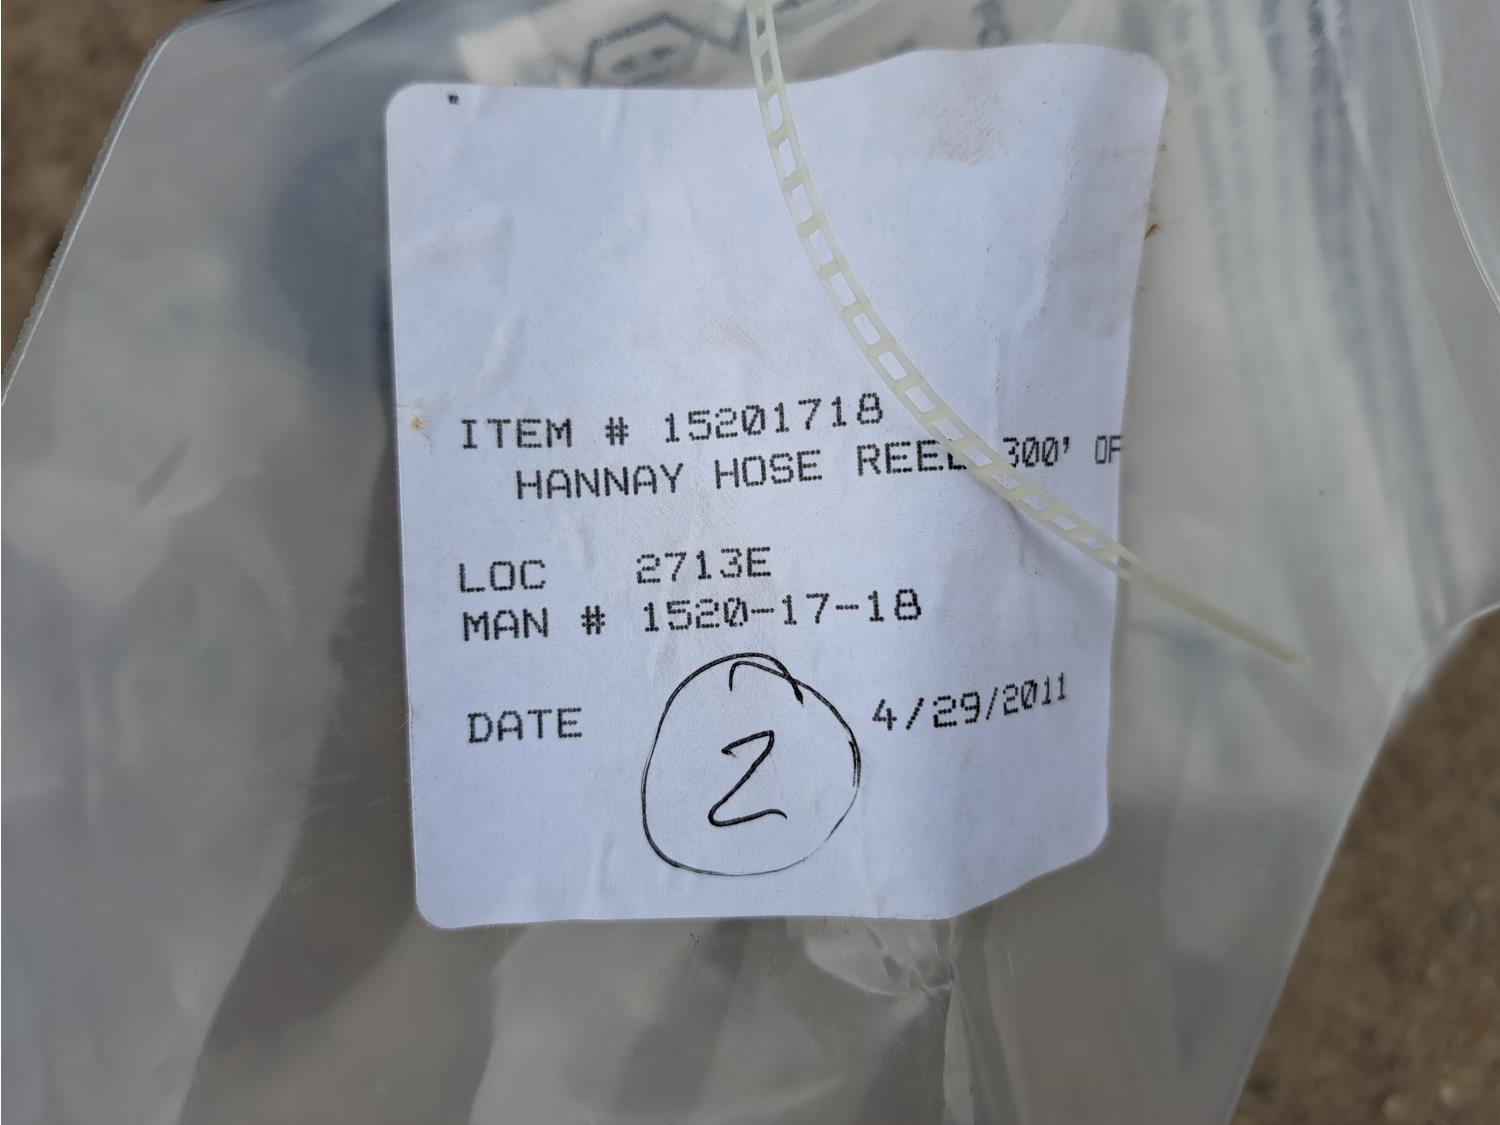 ITEM # 15201718
HANNAY HOSE REEL 300' OF
LOC 2713E
MAN # 1520-17-18
DATE 4/29/2011
2